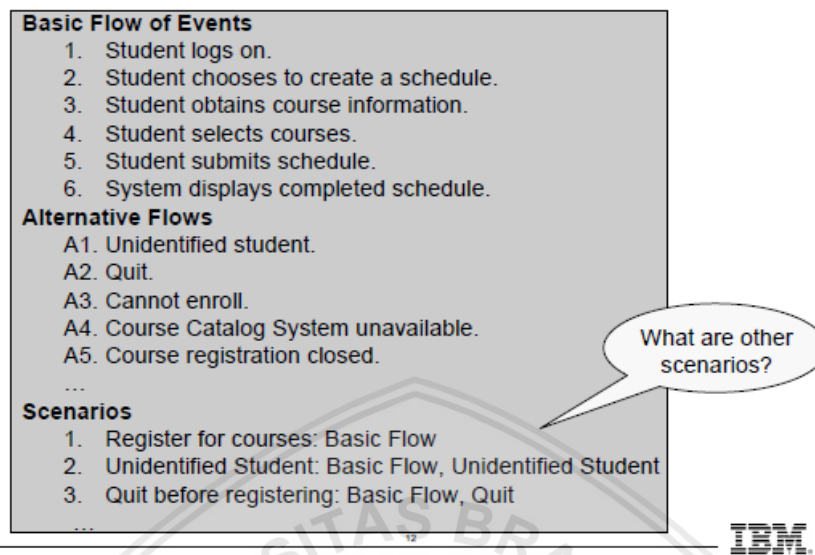 Basic Flow of Events
1. Student logs on.
2. Student chooses to create a schedule.
3. Student obtains course information.
4. Student selects courses.
5. Student submits schedule.
6. System displays completed schedule.
Alternative Flows
A1. Unidentified student.
A2. Quit.
A3. Cannot enroll.
A4. Course Catalog System unavailable.
A5. Course registration closed.
…
What are other
scenarios?
Scenarios
1. Register for courses: Basic Flow
2. Unidentified Student: Basic Flow, Unidentified Student
3. Quit before registering: Basic Flow, Quit
…
SITAS BRA
12
IBM.